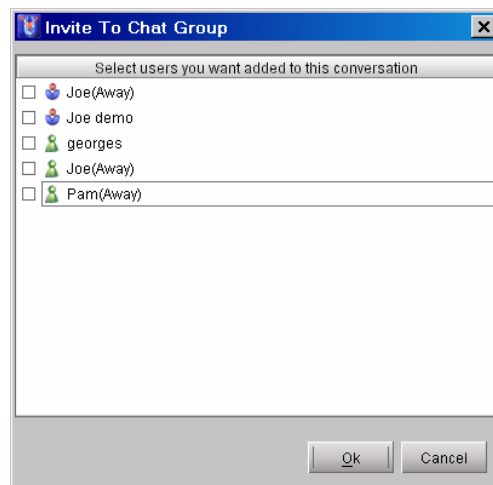 Invite To Chat Group
Select users you want added to this conversation
Joe(Away)
Joe demo
georges
Joe(Away)
Pam(Away)
Ok Cancel